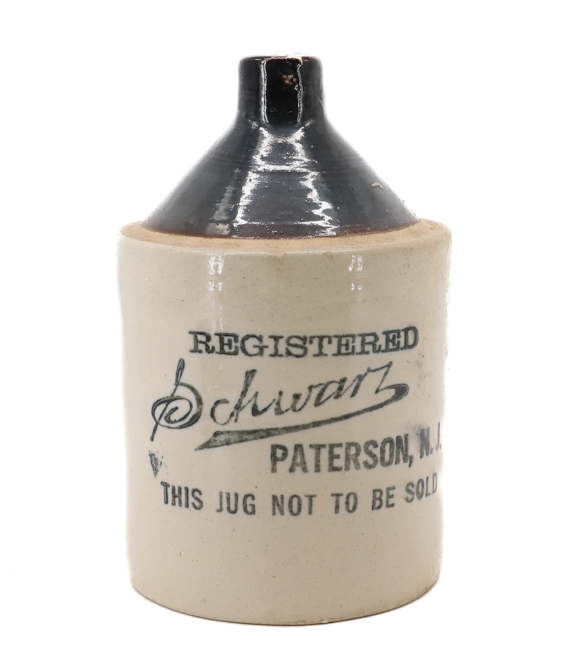 REGISTERED
Schwarz
PATERSON, N. J.
THIS JUG NOT TO BE SOLD